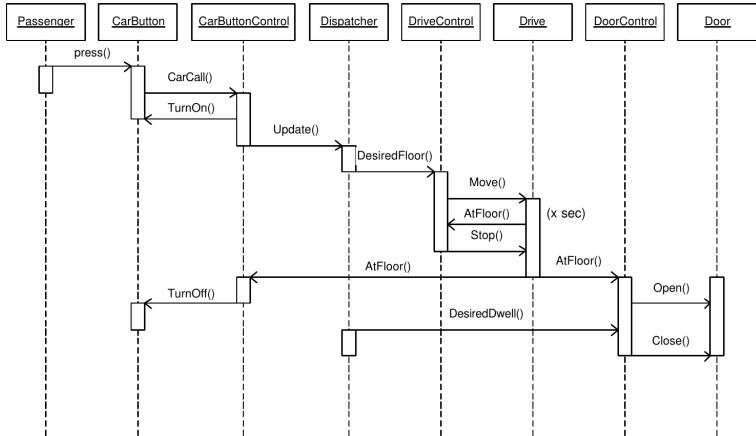 Passenger CarButton CarButtonControl Dispatcher DriveControl Drive DoorControl Door
press()
CarCall()
TurnOn()
Update()
DesiredFloor()
Move()
AtFloor() (x sec)
Stop()
AtFloor() AtFloor()
TurnOff() Open()
DesiredDwell()
Close()